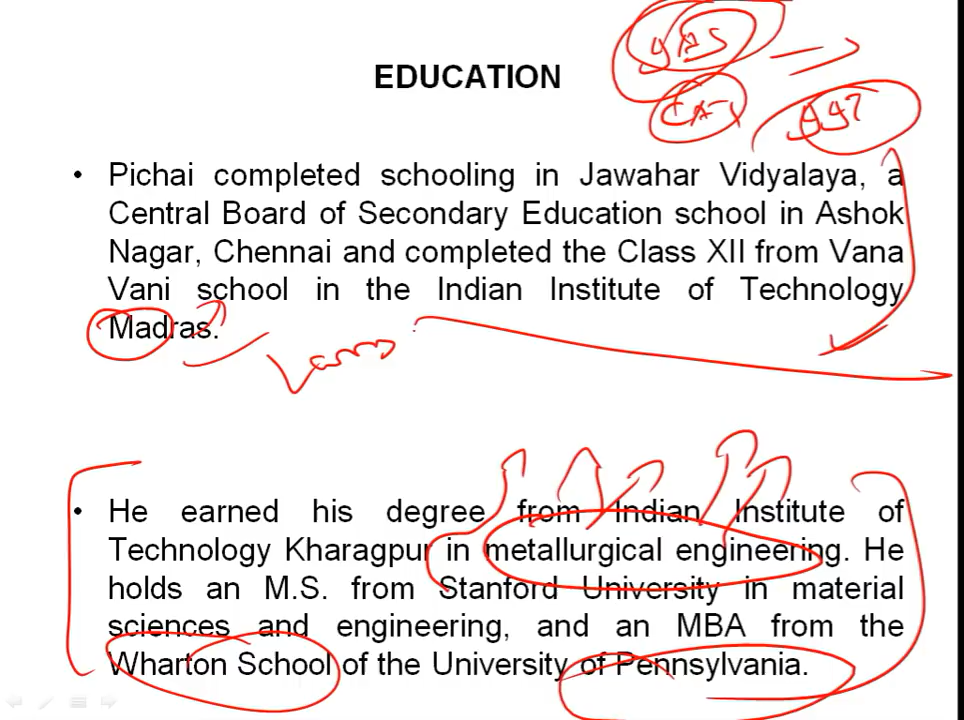 EDUCATION
• Pichai completed schooling in Jawahar Vidyalaya, a
Central Board of Secondary Education school in Ashok
Nagar, Chennai and completed the Class XII from Vana
Vani school in the Indian Institute of Technology
Madras.
• He earned his degree from Indian Institute of
Technology Kharagpur in metallurgical engineering. He
holds an M.S. from Stanford University in material
sciences and engineering, and an MBA from the
Wharton School of the University of Pennsylvania.